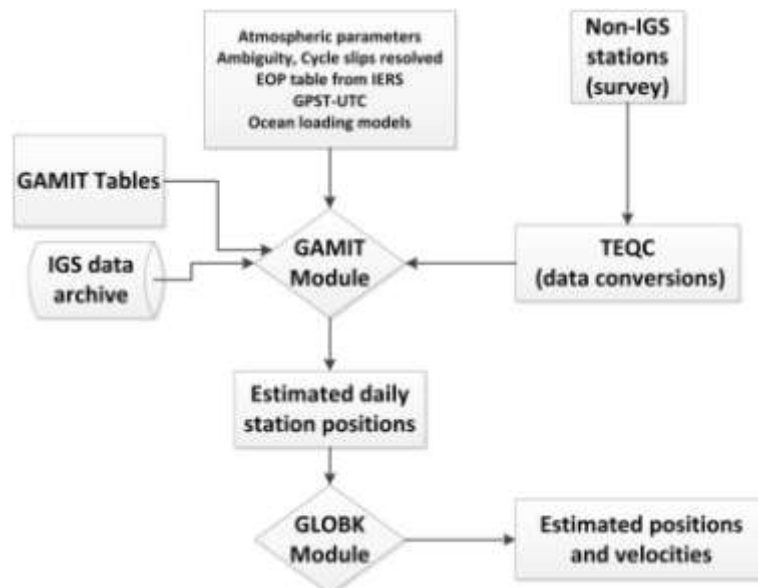 Atmospheric parameters
Ambiguity, Cycle slips resolved
EOP table from IERS
GPST-UTC
Ocean loading models
Non-IGS
stations
(survey)
GAMIT Tables
IGS data
archive
GAMIT
Module
TEQC
(data conversions)
Estimated daily
station positions
GLOBK
Module
Estimated positions
and velocities